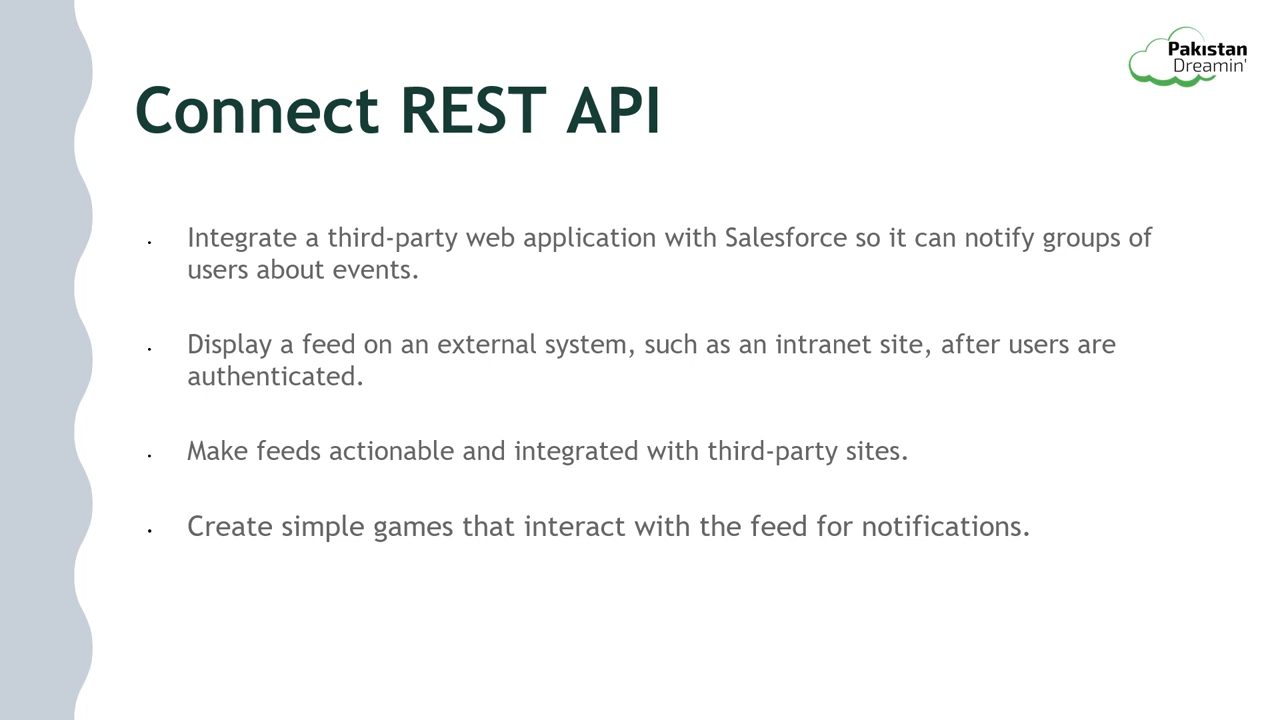 Pakistan
Dreamin'
Connect REST API
. Integrate a third-party web application with Salesforce so it can notify groups of
users about events.
. Display a feed on an external system, such as an intranet site, after users are
authenticated.
. Make feeds actionable and integrated with third-party sites.
. Create simple games that interact with the feed for notifications.